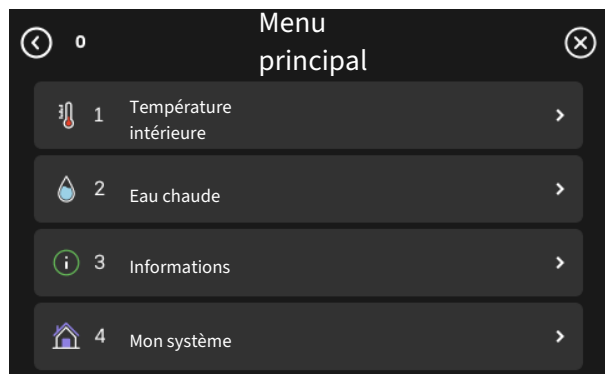 0
Menu
principal
1
Température
intérieure
2 Eau chaude
3 Informations
4 Mon système